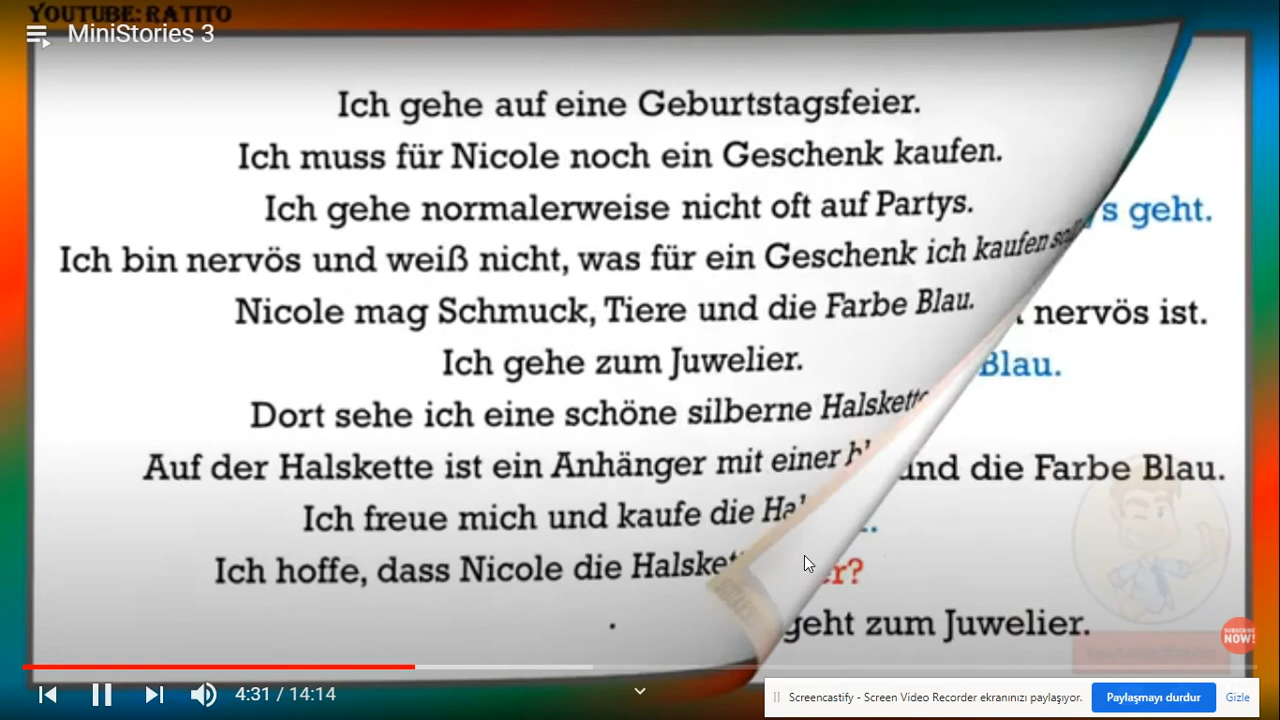 YOUTUBE: RATITO
MiniStories 3
Ich gehe auf eine Geburtstagsfeier.
Ich muss für Nicole noch ein Geschenk kaufen.
Ich gehe normalerweise nicht oft auf Partys.
s geht.
Ich bin nervös und weiß nicht, was für ein Geschenk ich kaufen
Nicole mag Schmuck, Tiere und die Farbe Blau.
nervös ist.
Ich gehe zum Juwelier.
Blau.
Dort sehe ich eine schöne silberne Halskette
Auf der Halskette ist ein Anhänger mit einer
und die Farbe Blau.
Ich freue mich und kaufe die
Ich hoffe, dass Nicole die
er?
geht zum Juwelier.
SUBSCRIBE
NOW!
4:31 / 14:14
Screencastify - Screen Video Recorder ekranınızı paylaşıyor.
Paylaşmayı durdur
Gizle